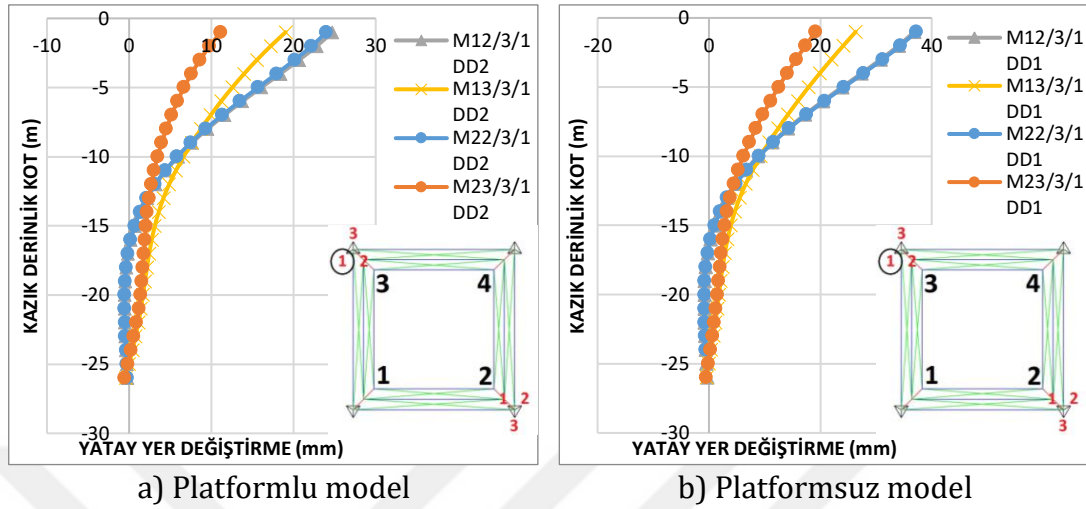 0
-10 0 10 20 30
-5
-10
-15
-20
-25
-30
KAZIK DERİNLİK KOT (m)
YATAY YER DEĞİŞTİRME (mm)
M12/3/1
DD2
M13/3/1
DD2
M22/3/1
DD2
M23/3/1
DD2
3
1 2
3 4
1 2
1 2
3
a) Platformlu model
0
-20 0 20 40
-5
-10
-15
-20
-25
-30
KAZIK DERİNLİK KOT (m)
YATAY YER DEĞİŞTİRME (mm)
M12/3/1
DD1
M13/3/1
DD1
M22/3/1
DD1
M23/3/1
DD1
3
1 2
3 4
1 2
1 2
3
b) Platformsuz model